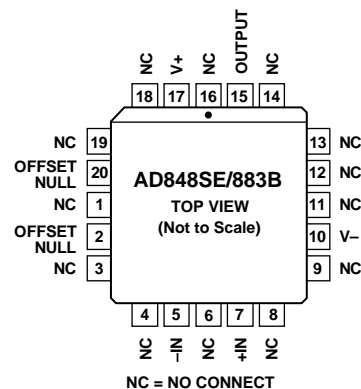 NC
V+
NC
OUTPUT
NC
18 17 16 15 14
NC 19
OFFSET NULL 20
NC 1
OFFSET NULL 2
NC 3
AD848SE/883B
TOP VIEW
(Not to Scale)
13 NC
12 NC
11 NC
10 V–
9 NC
4 5 6 7 8
NC
–IN
NC
+IN
NC
NC = NO CONNECT